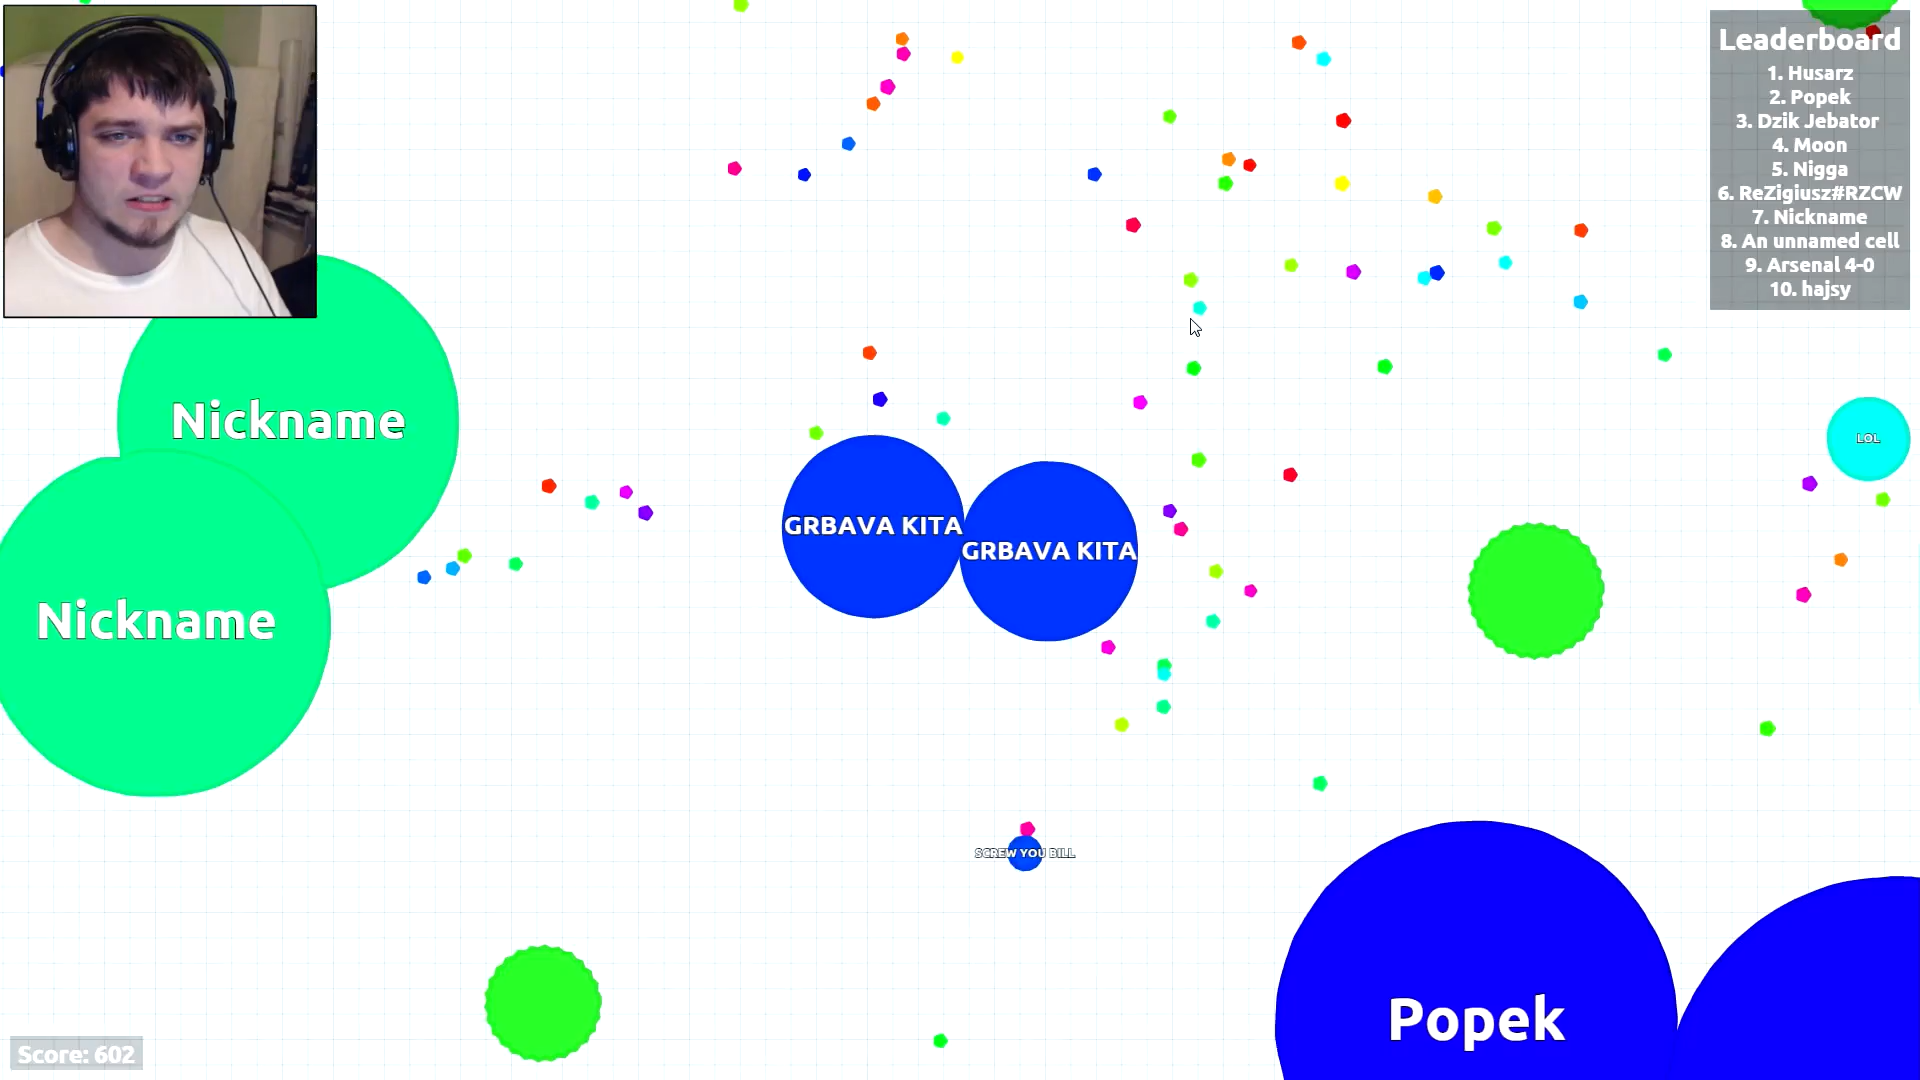 Leaderboard
1. Husarz
2. Popek
3. Dzik Jebator
4. Moon
5. Nigga
6. ReZigiusz#RZCW
7. Nickname
8. An unnamed cell
9. Arsenal 4-0
10. hajsy
Nickname
LOL
GRBAVA KITA
GRBAVA KITA
Nickname
SCREW YOU BILL
Popek
Score: 602